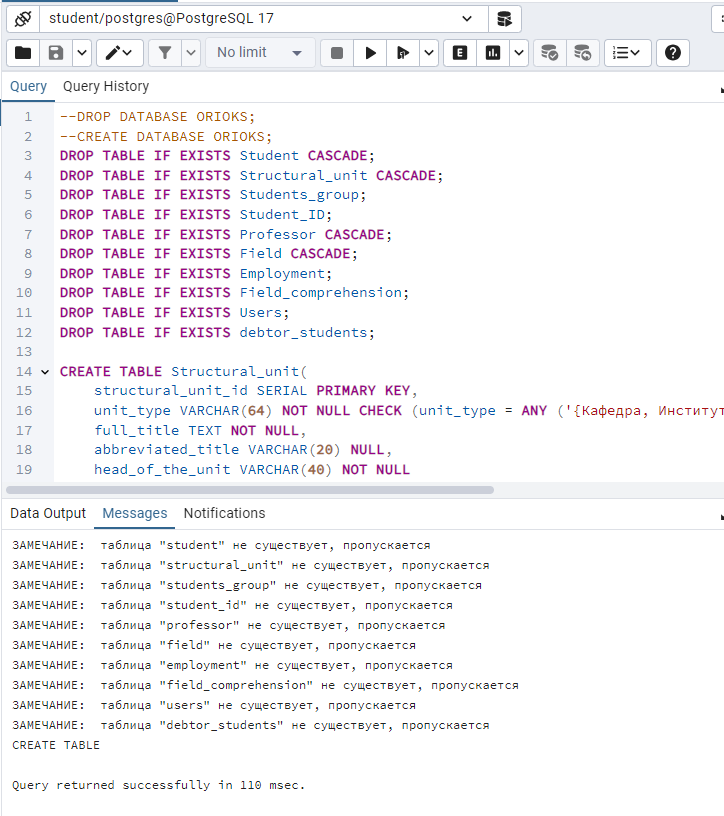 student/postgres@PostgreSQL 17
No limit
E
Query Query History
1 --DROP DATABASE ORIOKS;
2 --CREATE DATABASE ORIOKS;
3 DROP TABLE IF EXISTS Student CASCADE;
4 DROP TABLE IF EXISTS Structural_unit CASCADE;
5 DROP TABLE IF EXISTS Students_group;
6 DROP TABLE IF EXISTS Student_ID;
7 DROP TABLE IF EXISTS Professor CASCADE;
8 DROP TABLE IF EXISTS Field CASCADE;
9 DROP TABLE IF EXISTS Employment;
10 DROP TABLE IF EXISTS Field_comprehension;
11 DROP TABLE IF EXISTS Users;
12 DROP TABLE IF EXISTS debtor_students;
13
14 CREATE TABLE Structural_unit(
15 structural_unit_id SERIAL PRIMARY KEY,
16 unit_type VARCHAR(64) NOT NULL CHECK (unit_type = ANY ('{Кафедра, Институт
17 full_title TEXT NOT NULL,
18 abbreviated_title VARCHAR(20) NULL,
19 head_of_the_unit VARCHAR(40) NOT NULL
Data Output Messages Notifications
ЗАМЕЧАНИЕ: таблица "student" не существует, пропускается
ЗАМЕЧАНИЕ: таблица "structural_unit" не существует, пропускается
ЗАМЕЧАНИЕ: таблица "students_group" не существует, пропускается
ЗАМЕЧАНИЕ: таблица "student_id" не существует, пропускается
ЗАМЕЧАНИЕ: таблица "professor" не существует, пропускается
ЗАМЕЧАНИЕ: таблица "field" не существует, пропускается
ЗАМЕЧАНИЕ: таблица "employment" не существует, пропускается
ЗАМЕЧАНИЕ: таблица "field_comprehension" не существует, пропускается
ЗАМЕЧАНИЕ: таблица "users" не существует, пропускается
ЗАМЕЧАНИЕ: таблица "debtor_students" не существует, пропускается
CREATE TABLE
Query returned successfully in 110 msec.